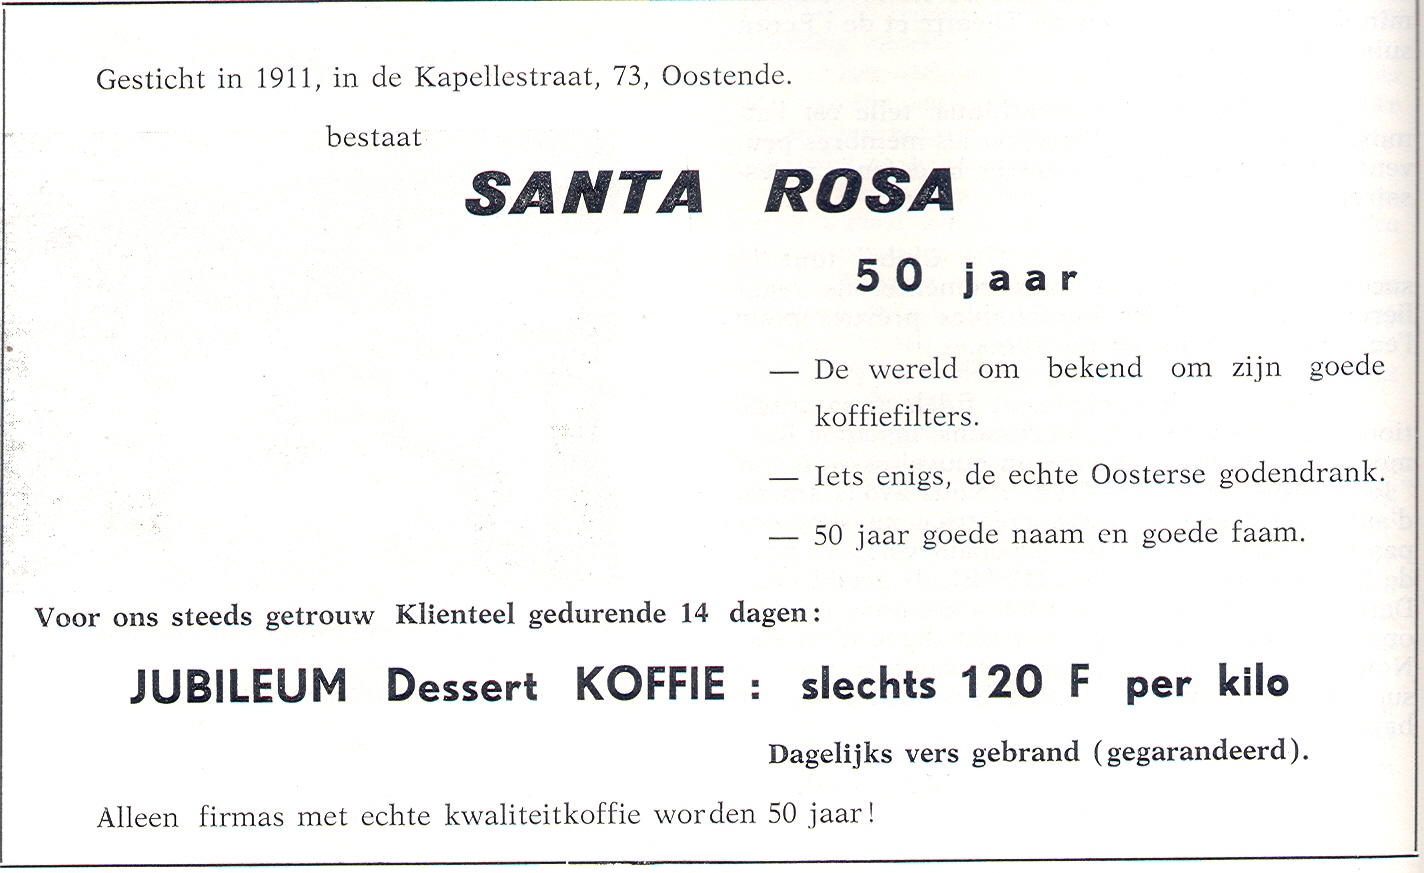 Gesticht in 1911, in de Kapellestraat, 73, Oostende.
bestaat
SANTA ROSA
50 jaar
— De wereld om bekend om zijn goede
koffiefilters.
— Iets enigs, de echte Oosterse godendrank.
— 50 jaar goede naam en goede faam.
Voor ons steeds getrouw Klienteel gedurende 14 dagen:
JUBILEUM Dessert KOFFIE : slechts 120 F per kilo
Dagelijks vers gebrand (gegarandeerd).
Alleen firmas met echte kwaliteitkoffie worden 50 jaar!